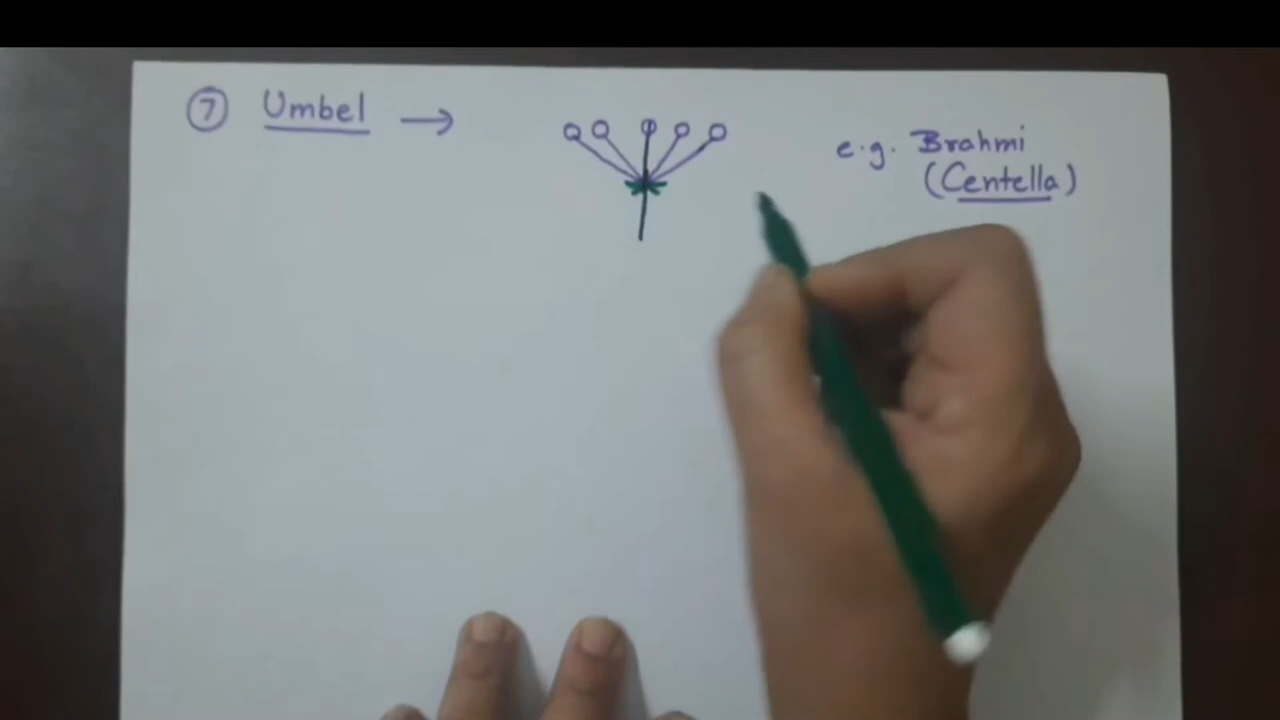 ⑦ Umbel →
e.g. Brahmi
(Centella)